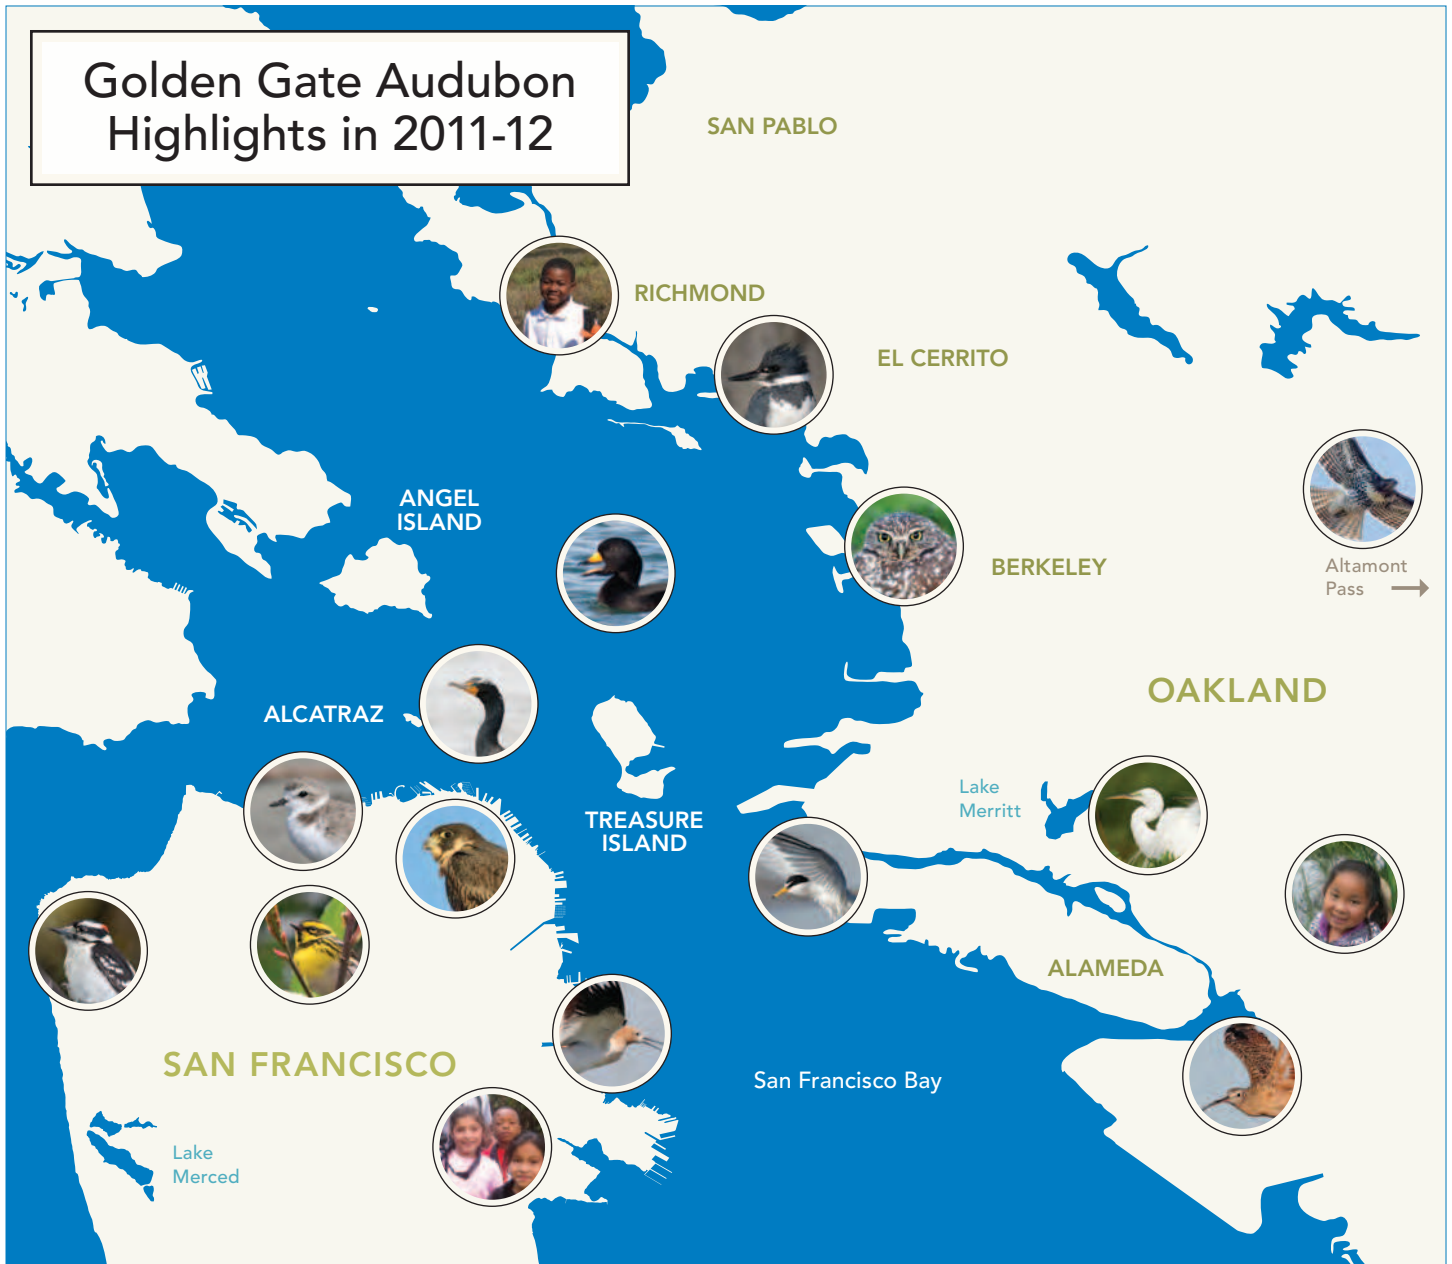 Golden Gate Audubon
Highlights in 2011-12
SAN PABLO
RICHMOND
EL CERRITO
ANGEL
ISLAND
BERKELEY
Altamont
Pass
OAKLAND
ALCATRAZ
Lake
Merritt
TREASURE
ISLAND
ALAMEDA
SAN FRANCISCO
San Francisco Bay
Lake
Merced